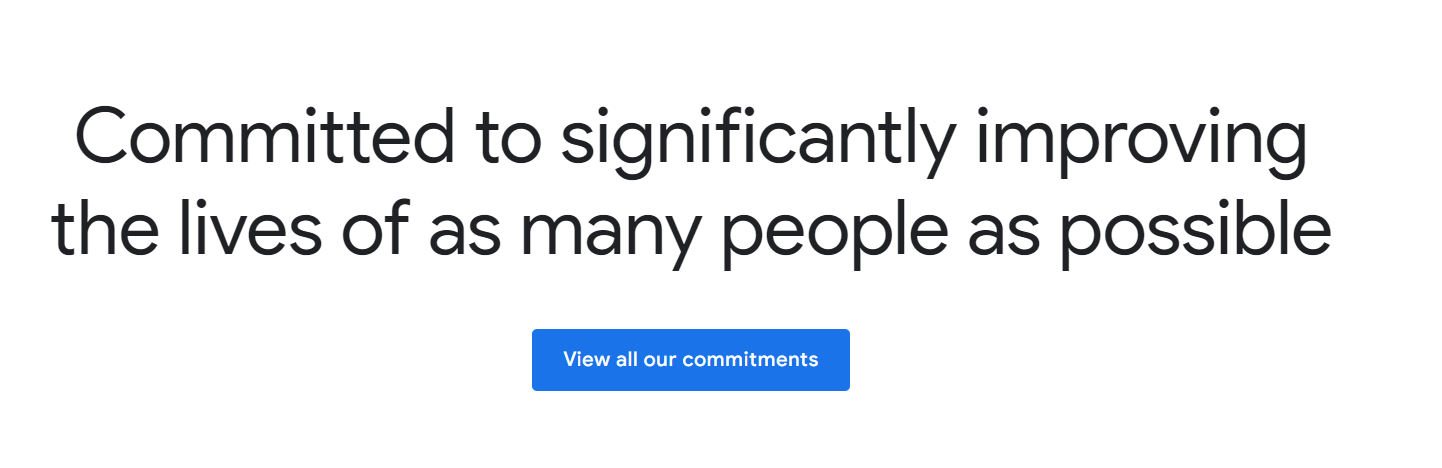 Committed to significantly improving
the lives of as many people as possible
View all our commitments